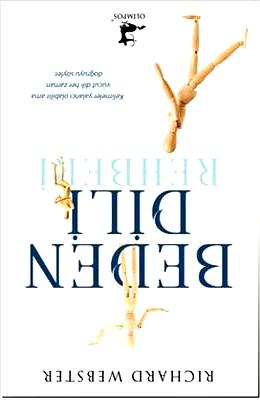 RICHARD WEBSTER
BEDEN
DİLİ
REHBERİ
Kelimeler yalancı olabilir ama
vücut dili her zaman
doğruyu söyler.
OLIMPOS